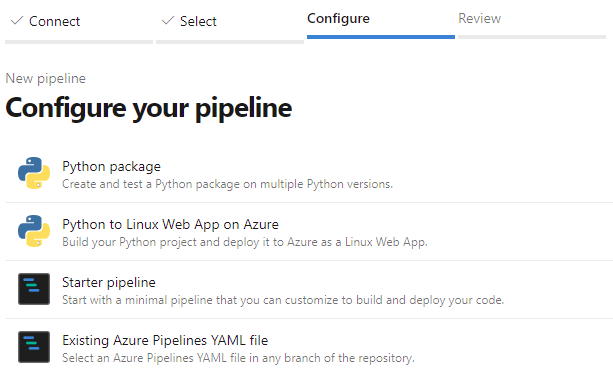 Connect
Select
Configure
Review
New pipeline
Configure your pipeline
Python package
Create and test a Python package on multiple Python versions.
Python to Linux Web App on Azure
Build your Python project and deploy it to Azure as a Linux Web App.
Starter pipeline
Start with a minimal pipeline that you can customize to build and deploy your code.
Existing Azure Pipelines YAML file
Select an Azure Pipelines YAML file in any branch of the repository.